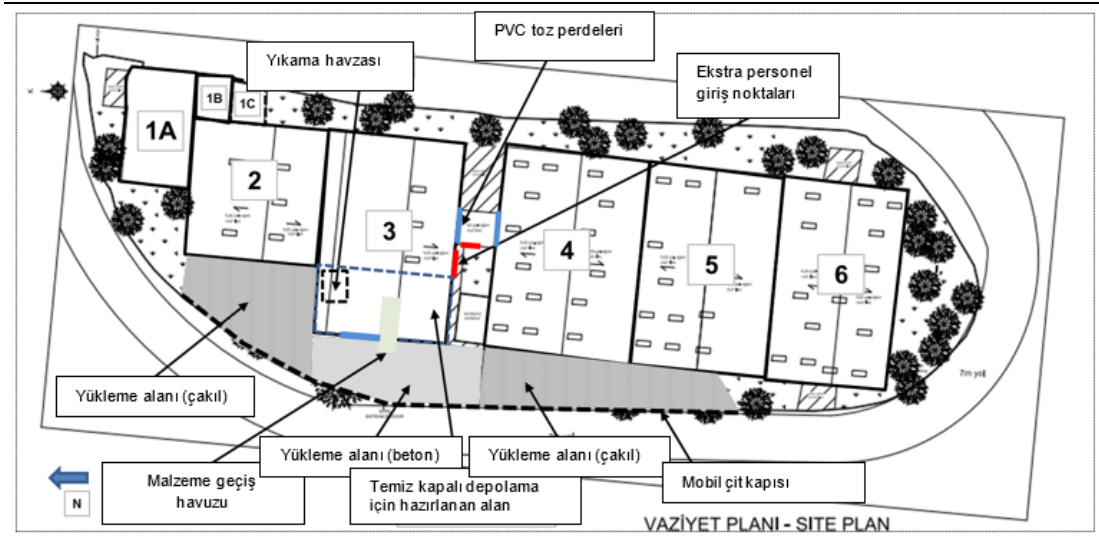 PVC toz perdeleri
Yıkama havzası
Ekstra personel
giriş noktaları
K
1A
1B
1C
2
3
4
5
6
7m yol
Yükleme alanı (çakıl)
Yükleme alanı (beton)
Yükleme alanı (çakıl)
Malzeme geçiş
havuzu
Temiz kapalı depolama
için hazırlanan alan
Mobil çit kapısı
N
VAZİYET PLANI - SITE PLAN